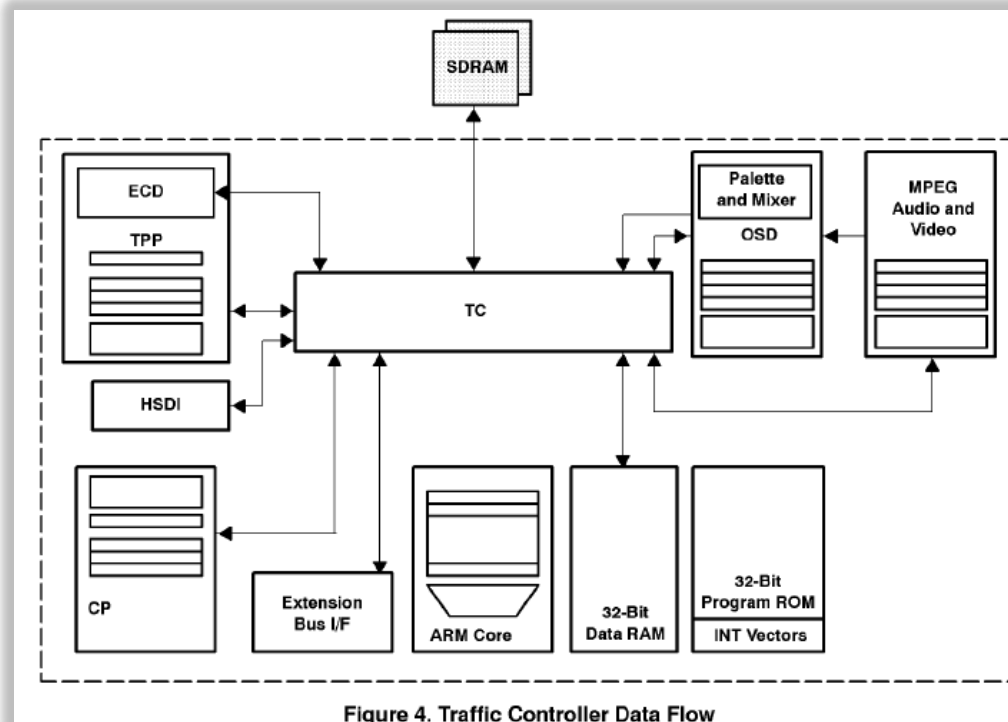 SDRAM
ECD
TPP
Palette
and Mixer
OSD
MPEG
Audio and
Video
TC
HSDI
CP
Extension
Bus I/F
ARM Core
32-Bit
Data RAM
32-Bit
Program ROM
INT Vectors
Figure 4. Traffic Controller Data Flow